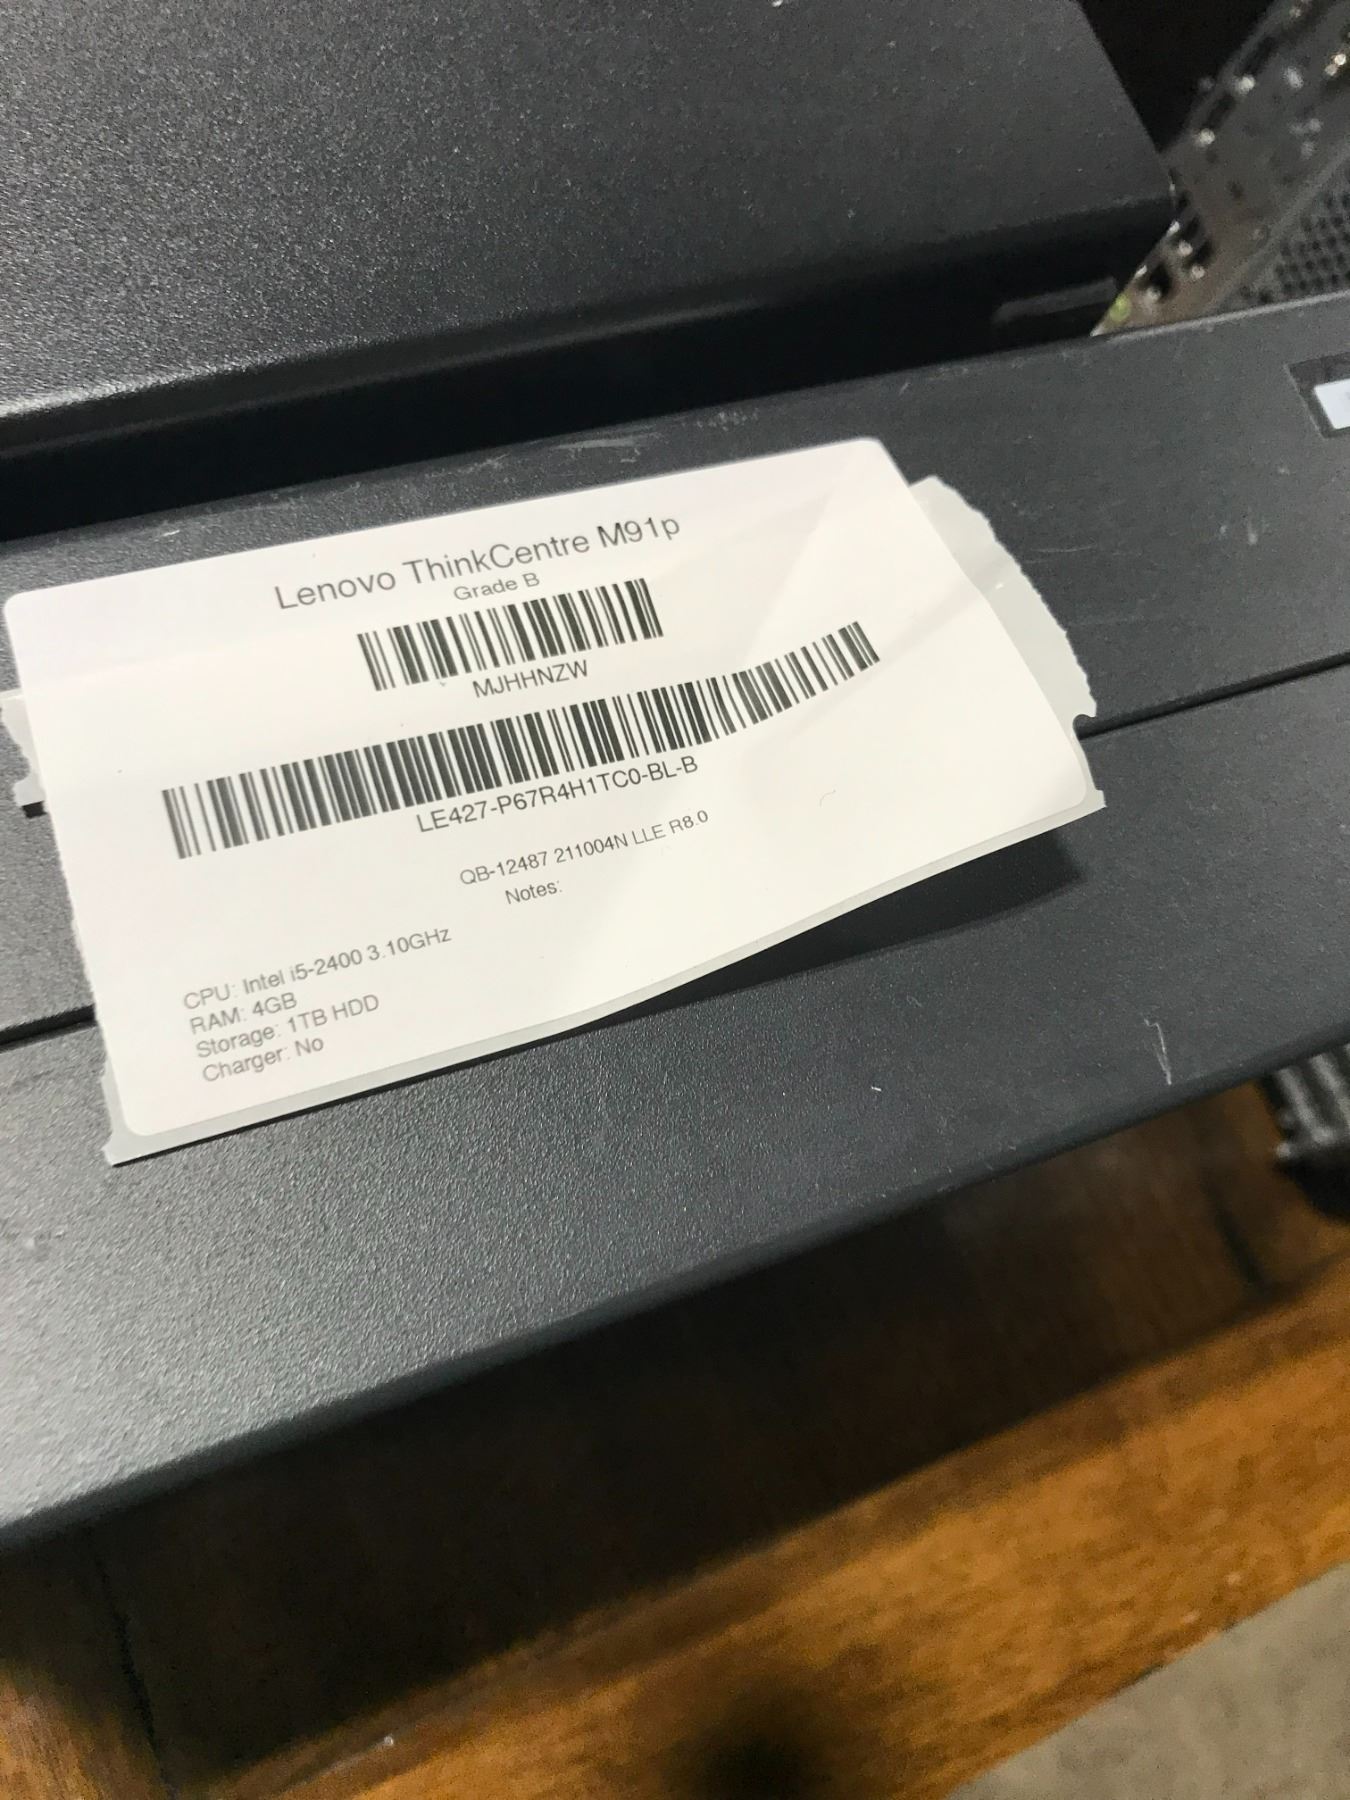 Lenovo ThinkCentre M91p
Grade B
MJHHNZW
LE427-P67R4H1TC0-BL-B
QB-12487 211004N LLE R8.0
Notes:
CPU: Intel i5-2400 3.10GHz
RAM: 4GB
Storage: 1TB HDD
Charger: No